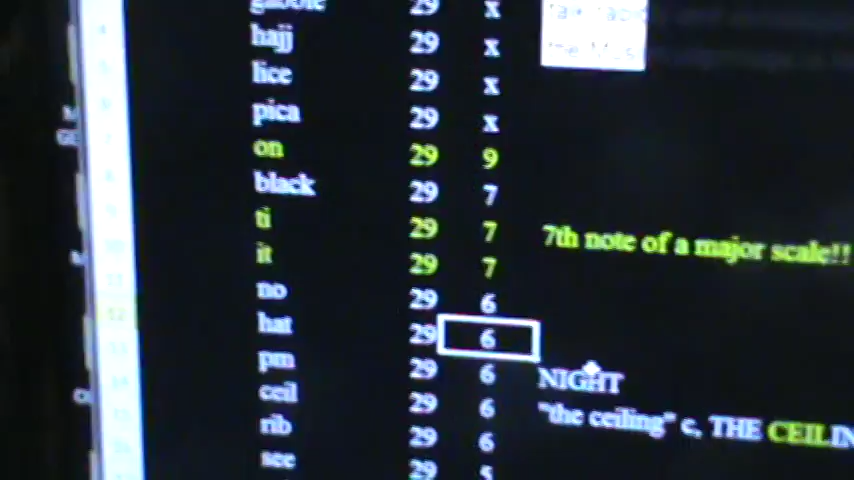 29 x
hajj 29 x
lice 29 x
pica 29 x
on 29 9
black 29 7
ti 29 7 7th note of a major scale!!
it 29 7
no 29 6
hat 29 6
pm 29 6 NIGHT
ceil 29 6 "the ceiling" c, THE CEILIN
rib 29 6
see 29 5